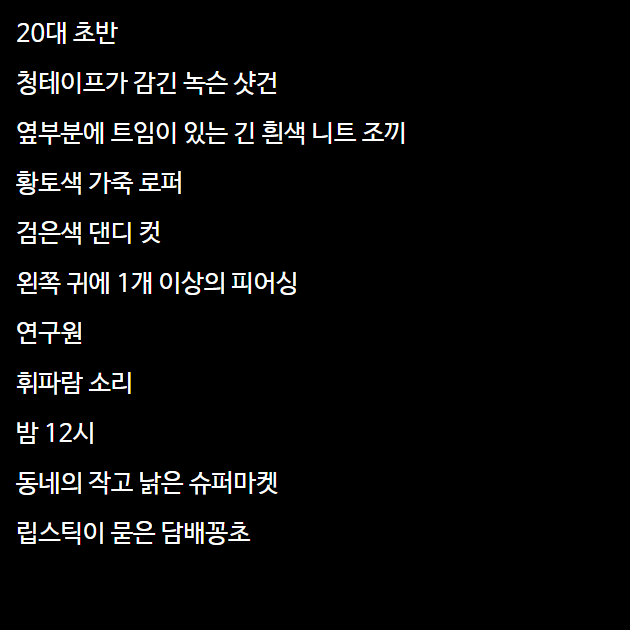 20대 초반
청테이프가 감긴 녹슨 샷건
옆부분에 트임이 있는 긴 흰색 니트 조끼
황토색 가죽 로퍼
검은색 댄디 컷
왼쪽 귀에 1개 이상의 피어싱
연구원
휘파람 소리
밤 12시
동네의 작고 낡은 슈퍼마켓
립스틱이 묻은 담배꽁초